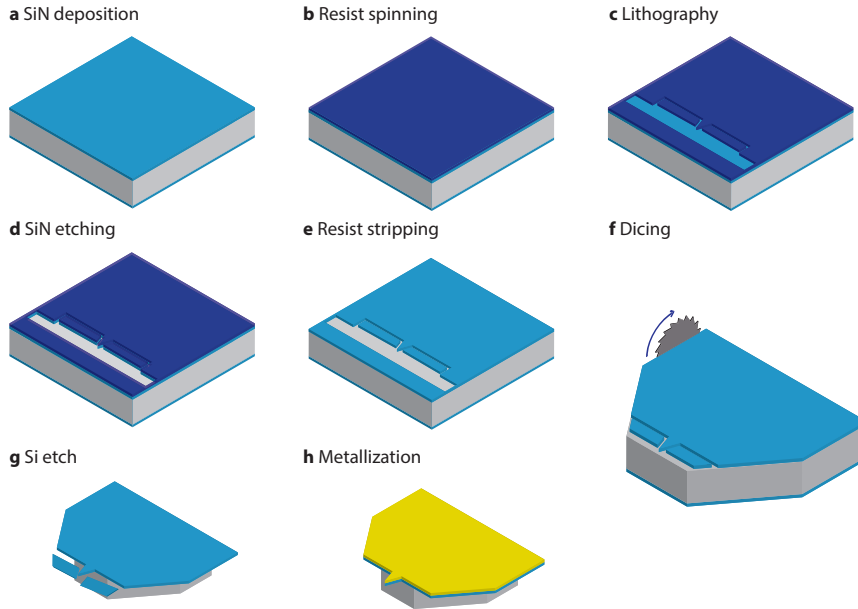 a SiN deposition
b Resist spinning
c Lithography
d SiN etching
e Resist stripping
f Dicing
g Si etch
h Metallization